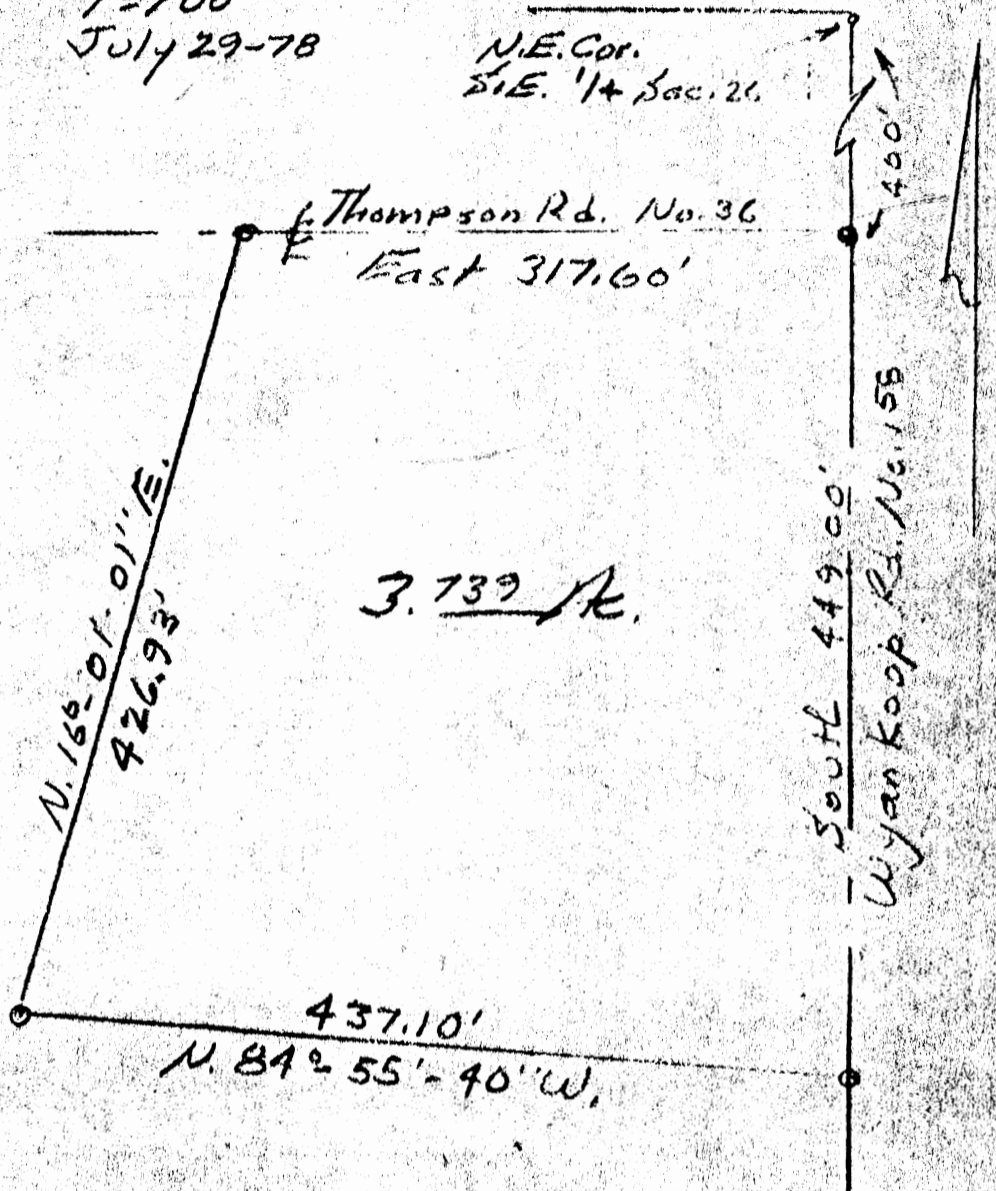 July 29-78
N.E. Cor.
S.E. 1/4 Sec. 26
400'
℄ Thompson Rd. No. 36
East 317.60'
N. 16°-01'-01" E.
426.93'
3.739 Ac.
South 449.00'
Wyankoop Rd. No. 158
437.10'
N. 84°-55'-40" W.